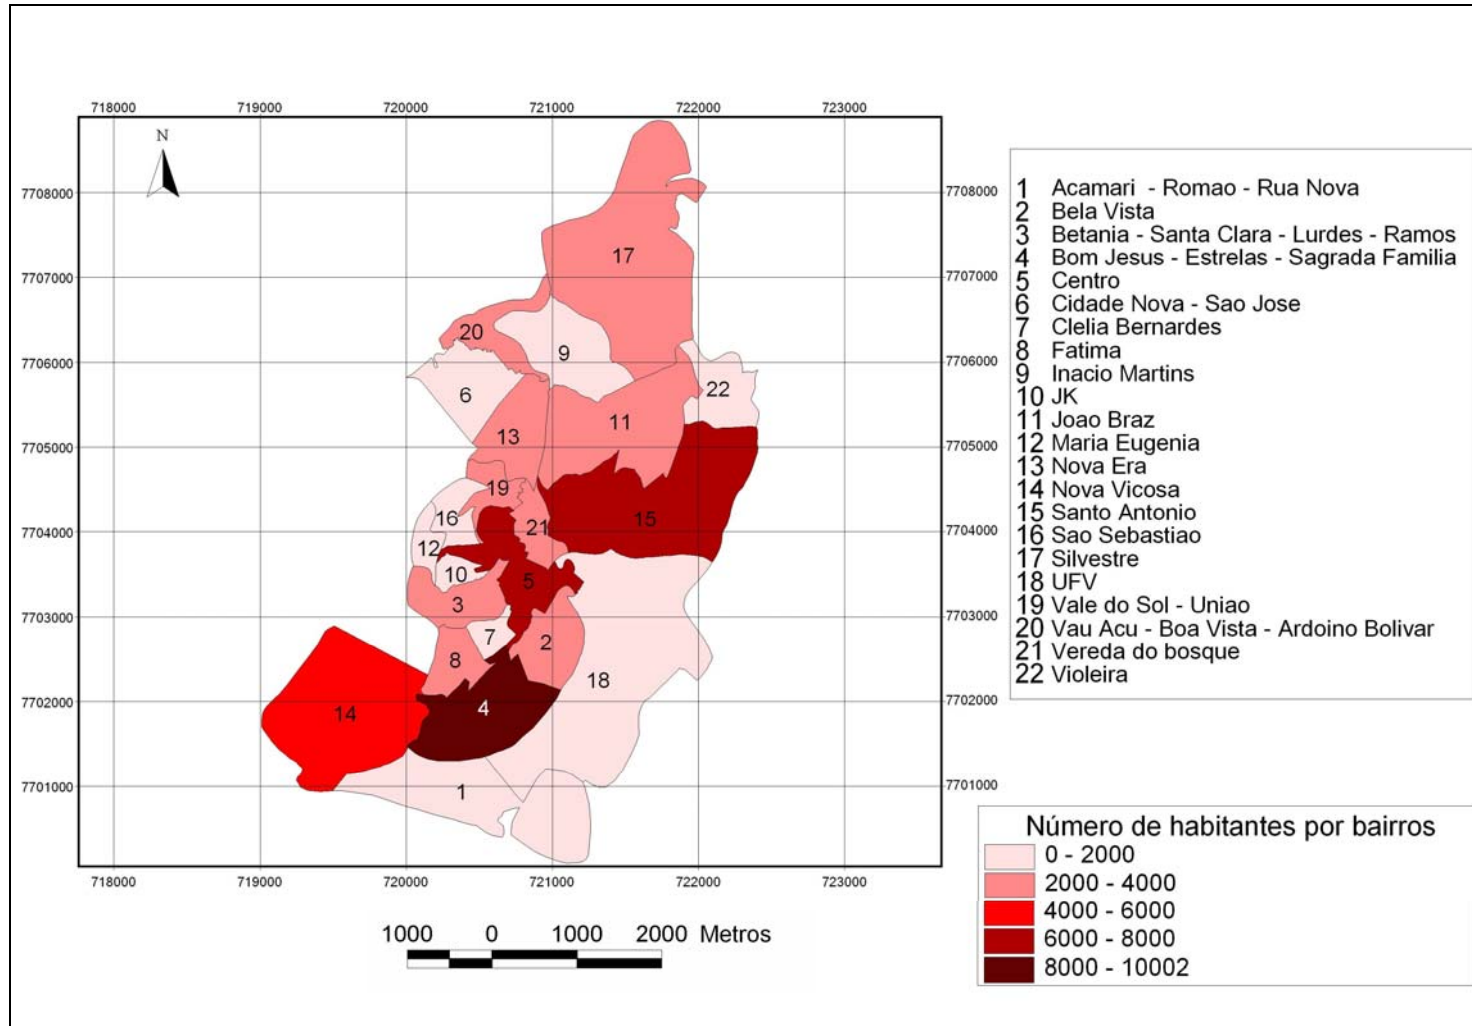 718000 719000 720000 721000 722000 723000
N
7708000 7708000
17
7707000 7707000
20
9
7706000 7706000
6
22
11
13
7705000 7705000
19
16
15
21
7704000 7704000
12
10
5
3
7703000 7703000
7
2
8
18
7702000 7702000
4
14
7701000 7701000
1
718000 719000 720000 721000 722000 723000
1000 0 1000 2000 Metros
1 Acamari - Romao - Rua Nova
2 Bela Vista
3 Betania - Santa Clara - Lurdes - Ramos
4 Bom Jesus - Estrelas - Sagrada Familia
5 Centro
6 Cidade Nova - Sao Jose
7 Clelia Bernardes
8 Fatima
9 Inacio Martins
10 JK
11 Joao Braz
12 Maria Eugenia
13 Nova Era
14 Nova Vicosa
15 Santo Antonio
16 Sao Sebastiao
17 Silvestre
18 UFV
19 Vale do Sol - Uniao
20 Vau Acu - Boa Vista - Ardoino Bolivar
21 Vereda do bosque
22 Violeira
Número de habitantes por bairros
0 - 2000
2000 - 4000
4000 - 6000
6000 - 8000
8000 - 10002